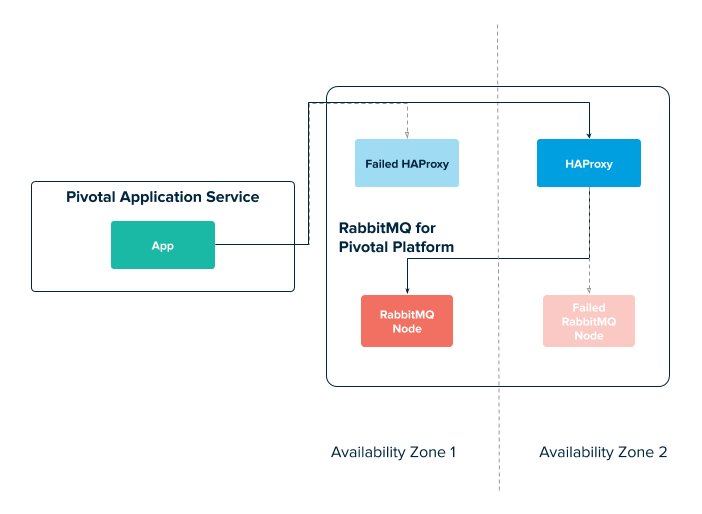 Failed HAProxy
HAProxy
Pivotal Application Service
App
RabbitMQ for
Pivotal Platform
RabbitMQ
Node
Failed
RabbitMQ
Node
Availability Zone 1
Availability Zone 2